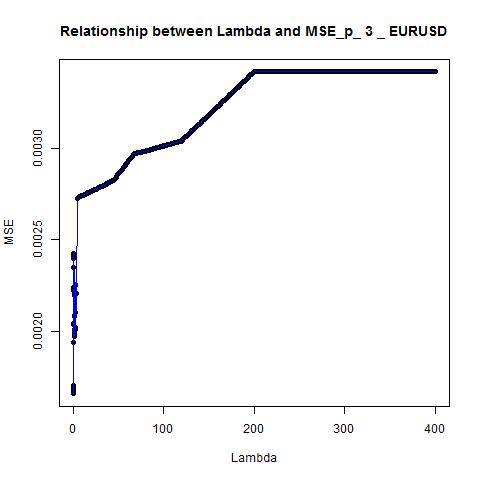 Relationship between Lambda and MSE_p_ 3 _ EURUSD
MSE
0.0030
0.0025
0.0020
0 100 200 300 400
Lambda